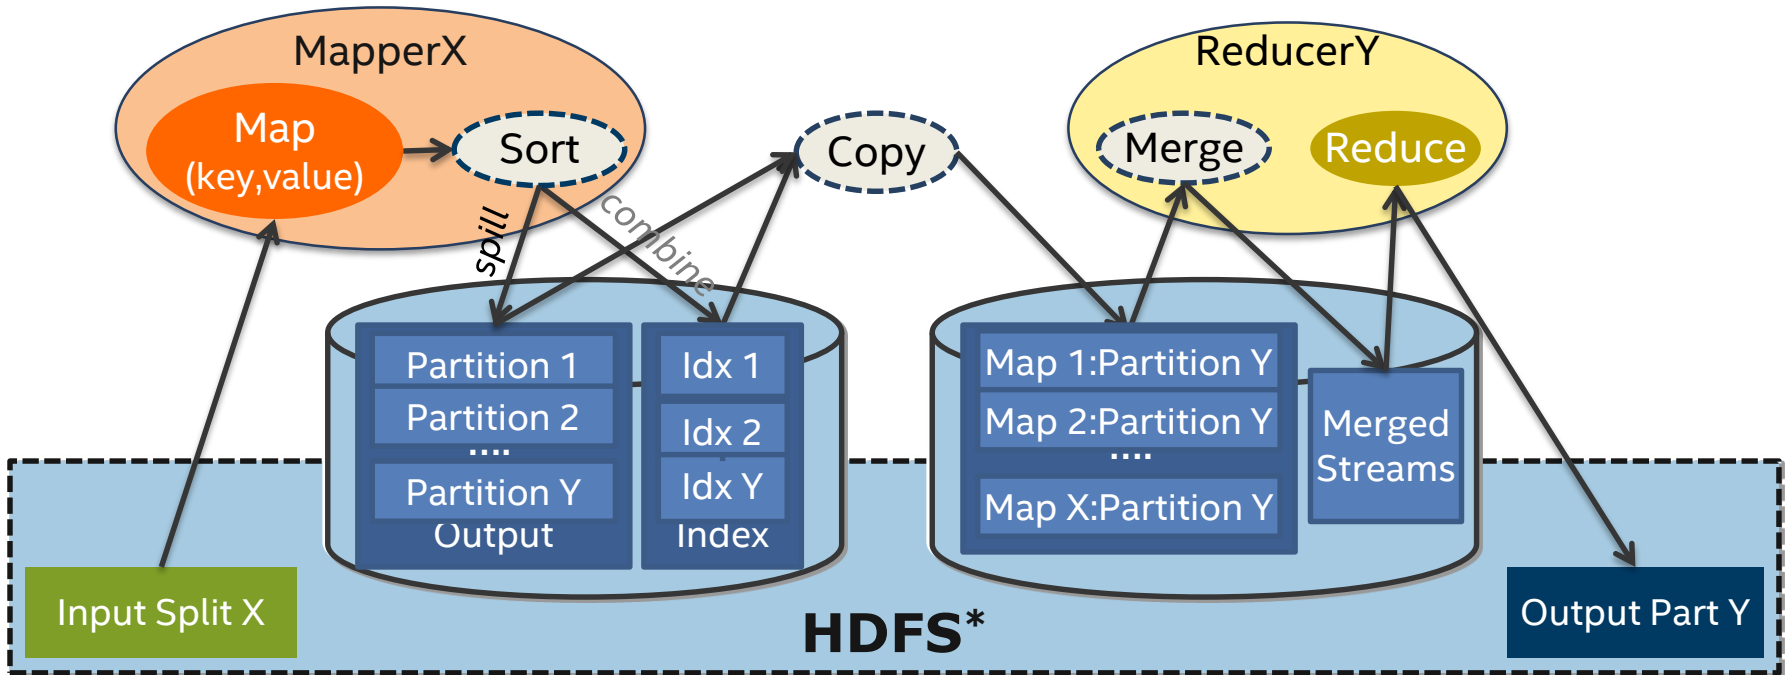 MapperX
ReducerY
Map
(key,value)
Sort
Copy
Merge
Reduce
spill
combine
Partition 1
Partition 2
....
Partition Y
Output
Idx 1
Idx 2
Idx Y
Index
Map 1:Partition Y
Map 2:Partition Y
....
Map X:Partition Y
Merged
Streams
Input Split X
HDFS*
Output Part Y